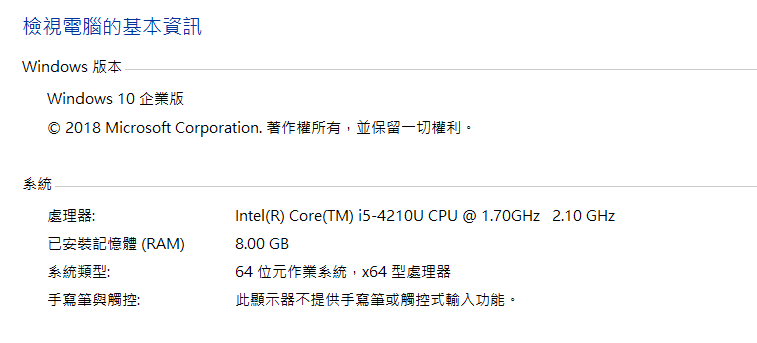 檢視電腦的基本資訊
Windows 版本
Windows 10 企業版
© 2018 Microsoft Corporation. 著作權所有，並保留一切權利。
系統
處理器: Intel(R) Core(TM) i5-4210U CPU @ 1.70GHz 2.10 GHz
已安裝記憶體 (RAM) 8.00 GB
系統類型: 64 位元作業系統，x64 型處理器
手寫筆與觸控: 此顯示器不提供手寫筆或觸控式輸入功能。